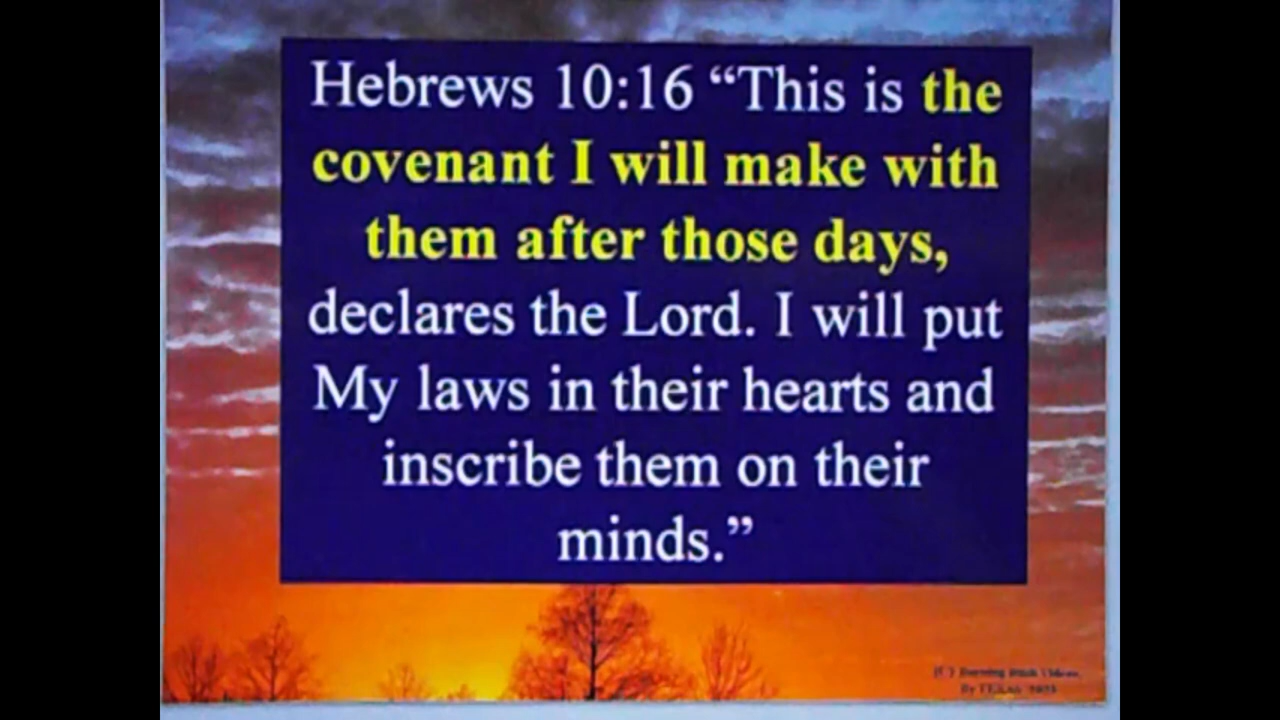 Hebrews 10:16 “This is the
covenant I will make with
them after those days,
declares the Lord. I will put
My laws in their hearts and
inscribe them on their
minds.”